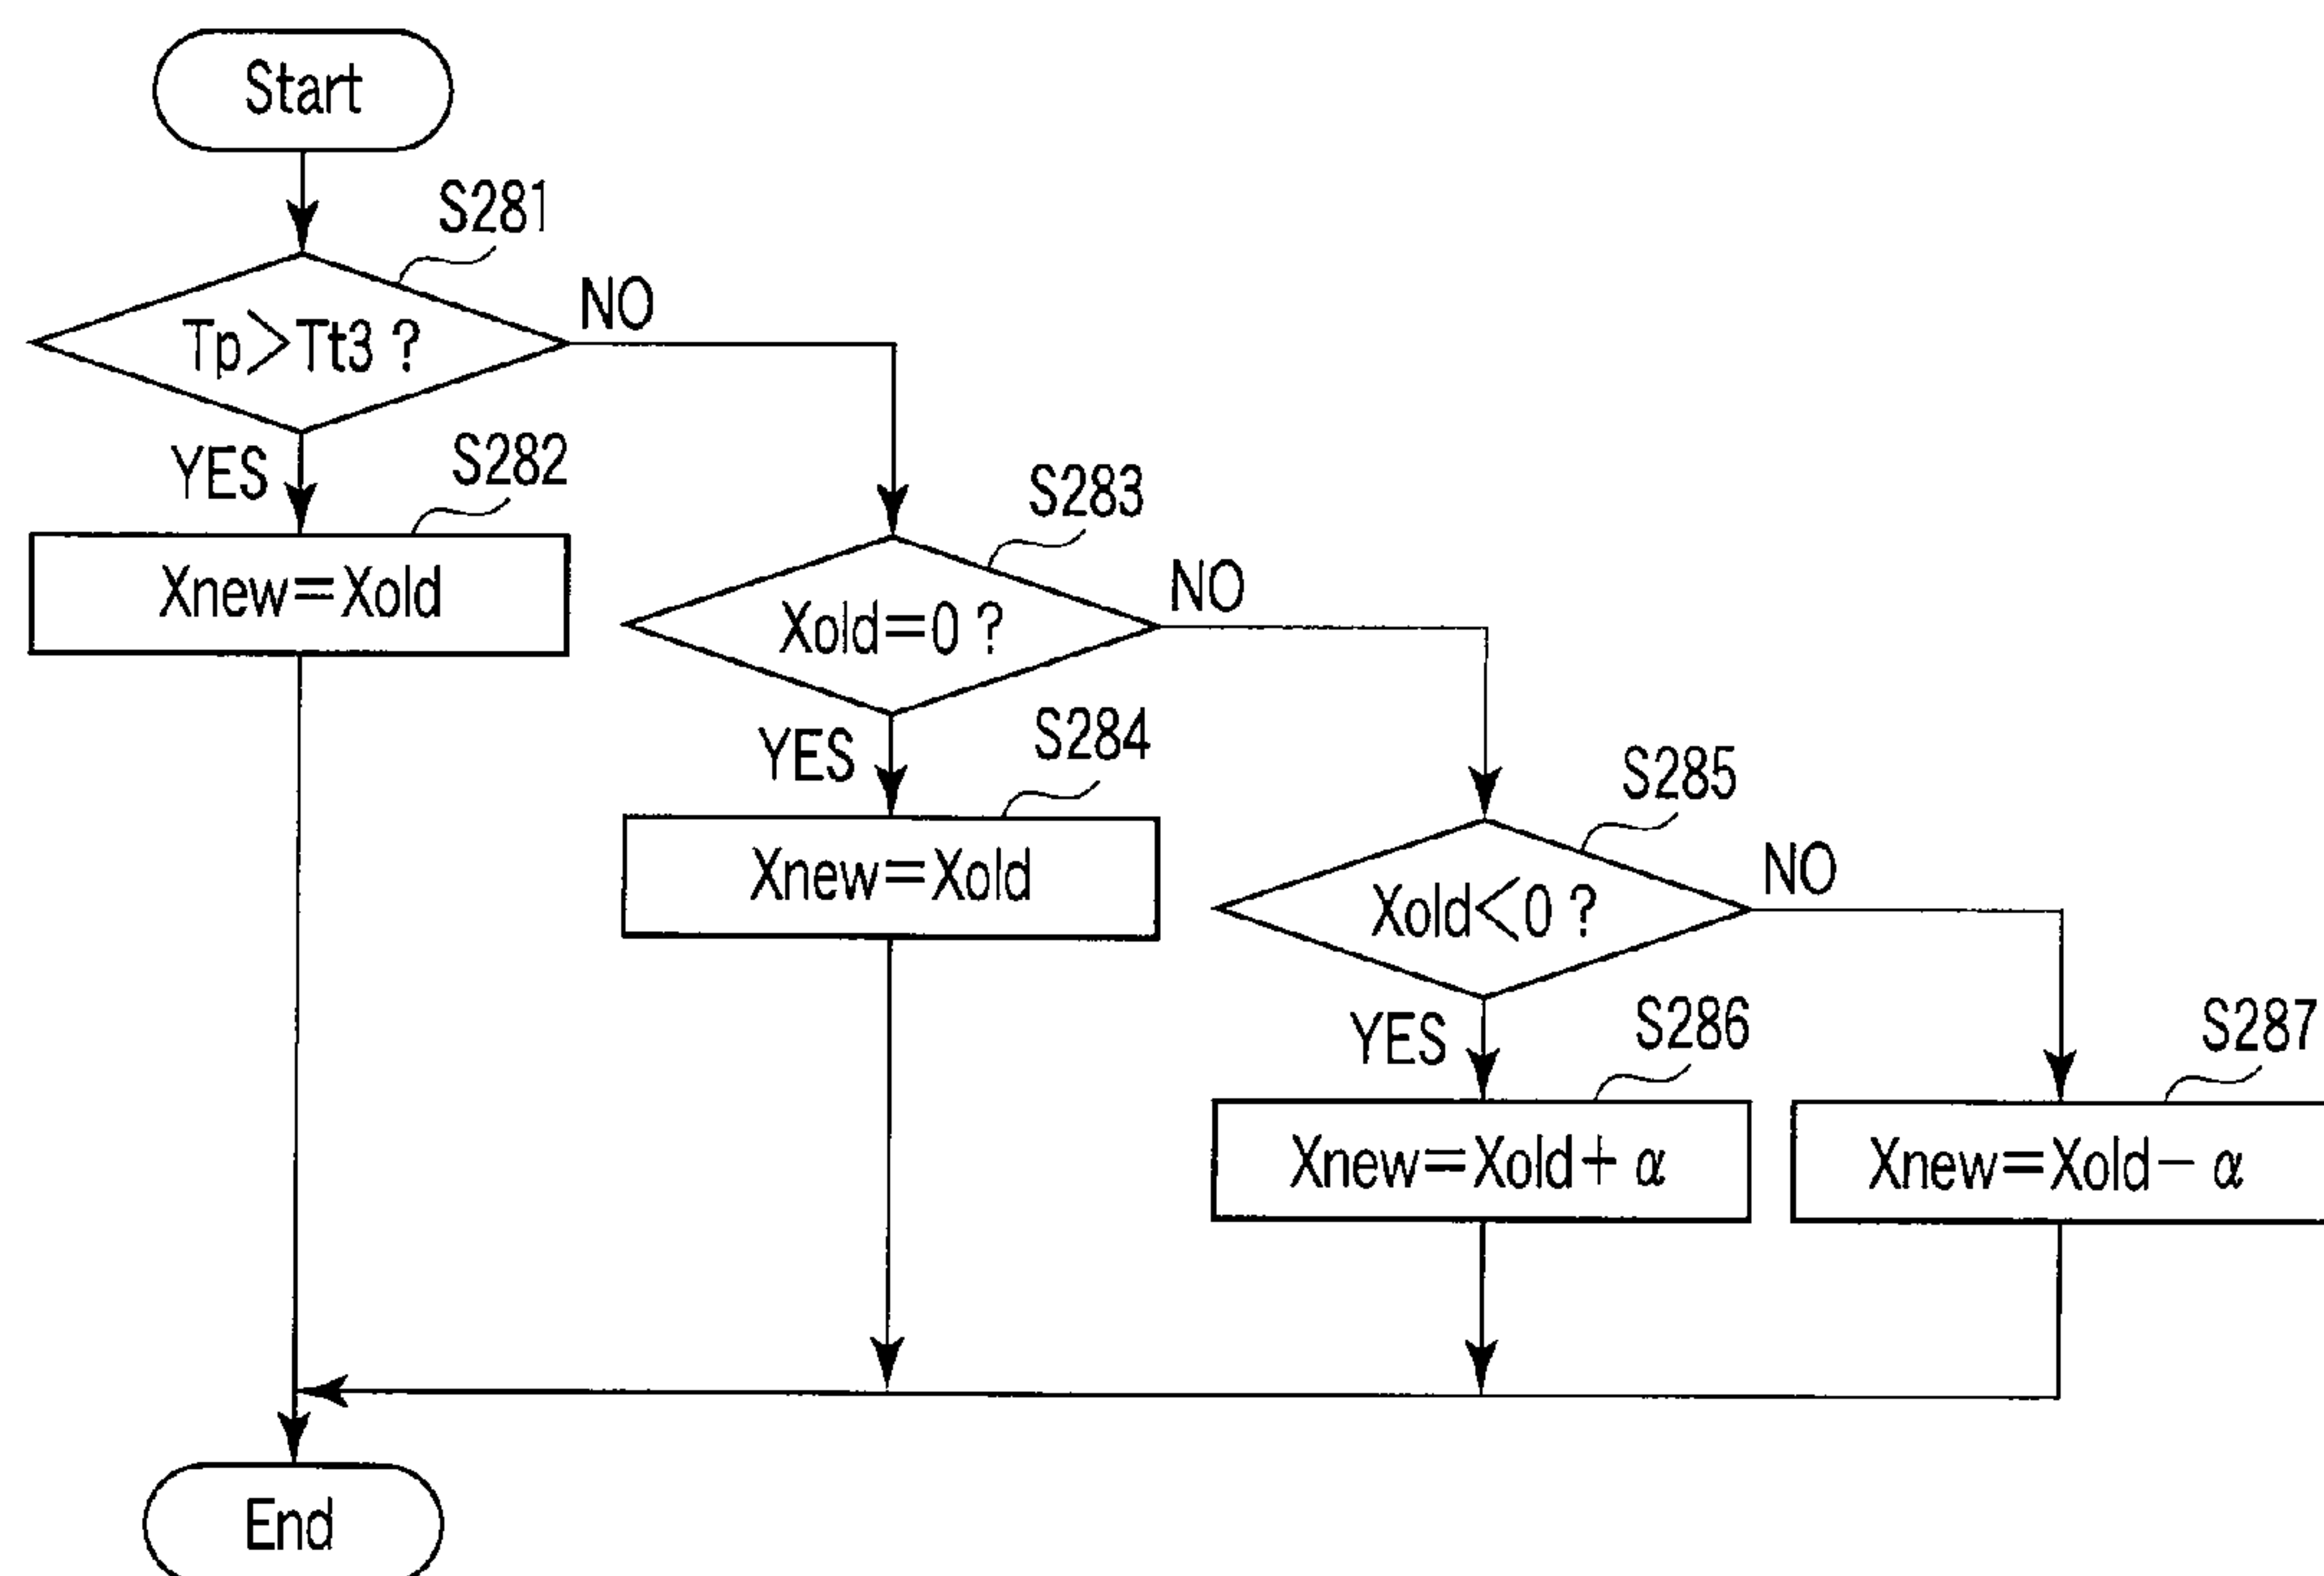 Start
S281
Tp>Tt3 ?
NO
YES
S282
Xnew=Xold
S283
Xold=0 ?
NO
YES
S284
Xnew=Xold
S285
Xold<0 ?
NO
YES
S286
Xnew=Xold+ α
S287
Xnew=Xold− α
End